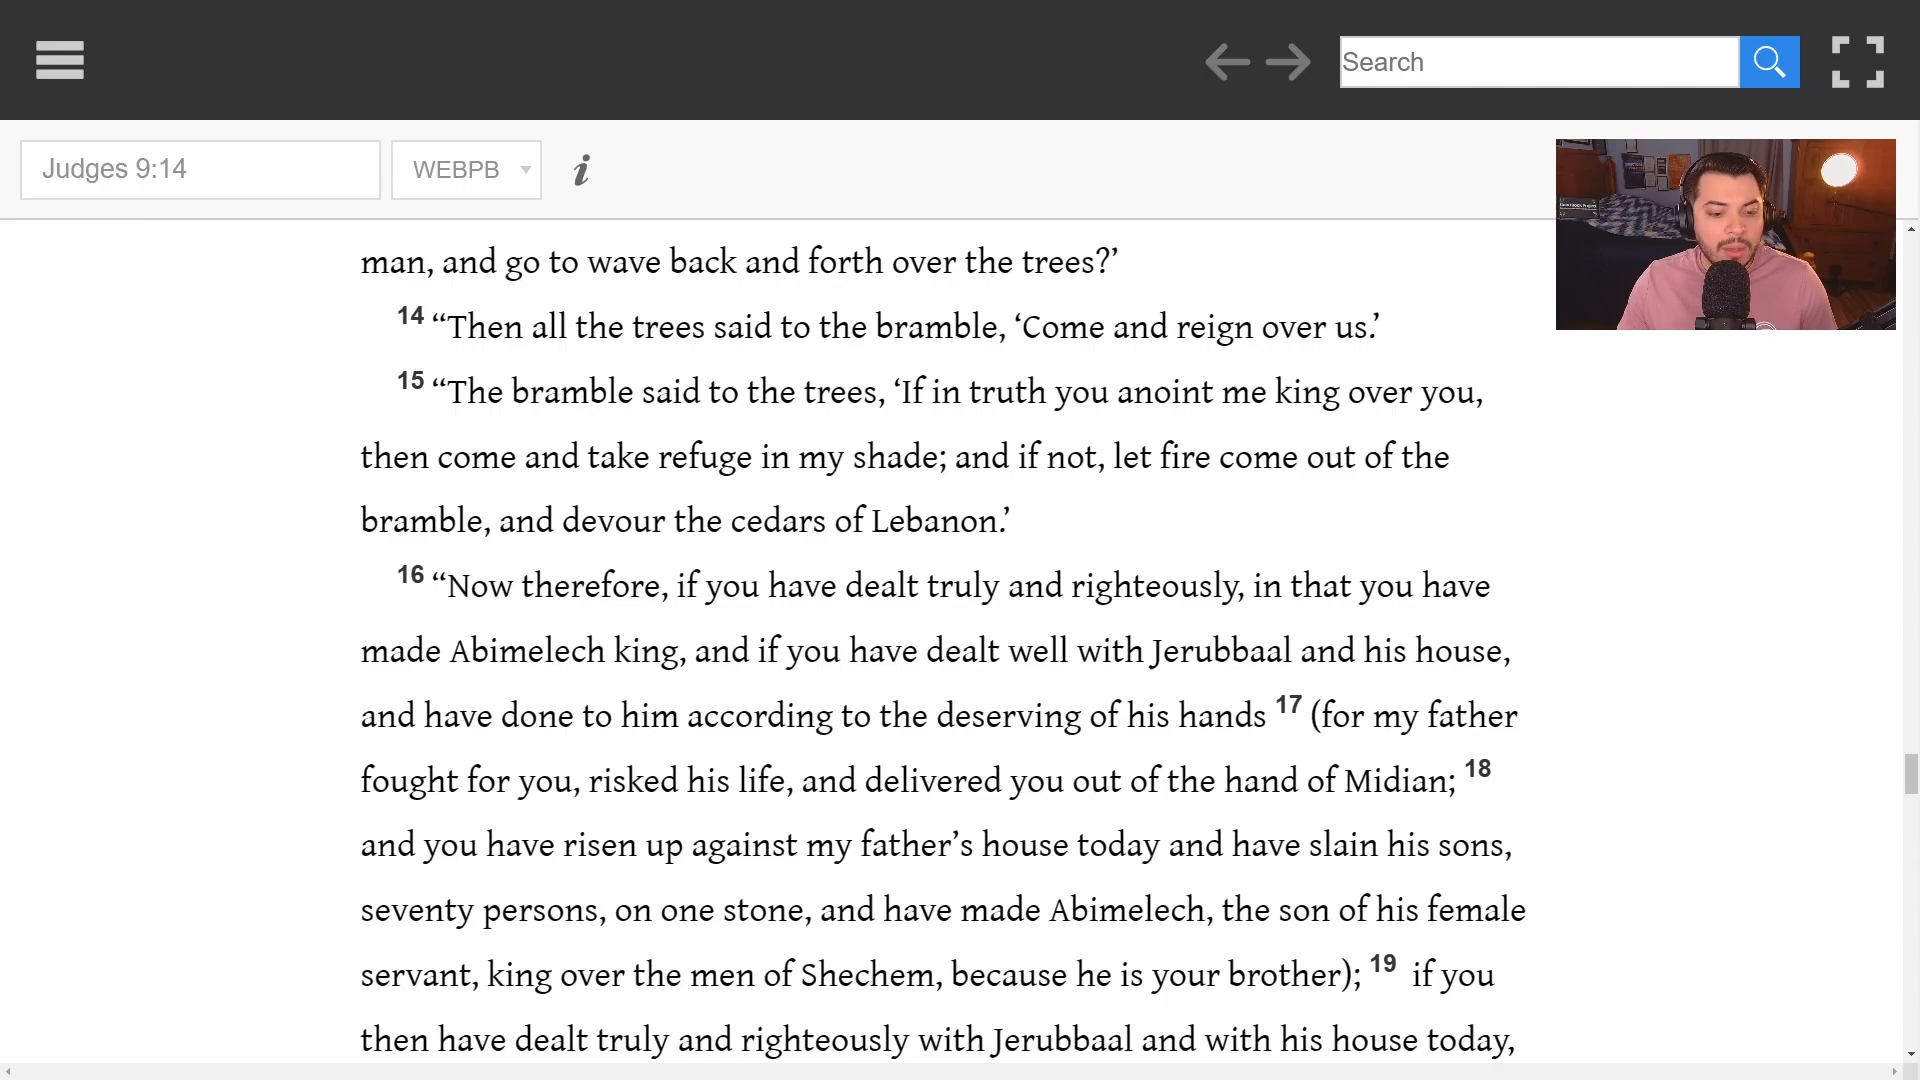 Search
Judges 9:14
WEBPB
i
man, and go to wave back and forth over the trees?’
14 “Then all the trees said to the bramble, ‘Come and reign over us.’
15 “The bramble said to the trees, ‘If in truth you anoint me king over you,
then come and take refuge in my shade; and if not, let fire come out of the
bramble, and devour the cedars of Lebanon.’
16 “Now therefore, if you have dealt truly and righteously, in that you have
made Abimelech king, and if you have dealt well with Jerubbaal and his house,
and have done to him according to the deserving of his hands 17 (for my father
fought for you, risked his life, and delivered you out of the hand of Midian; 18
and you have risen up against my father’s house today and have slain his sons,
seventy persons, on one stone, and have made Abimelech, the son of his female
servant, king over the men of Shechem, because he is your brother); 19 if you
then have dealt truly and righteously with Jerubbaal and with his house today,